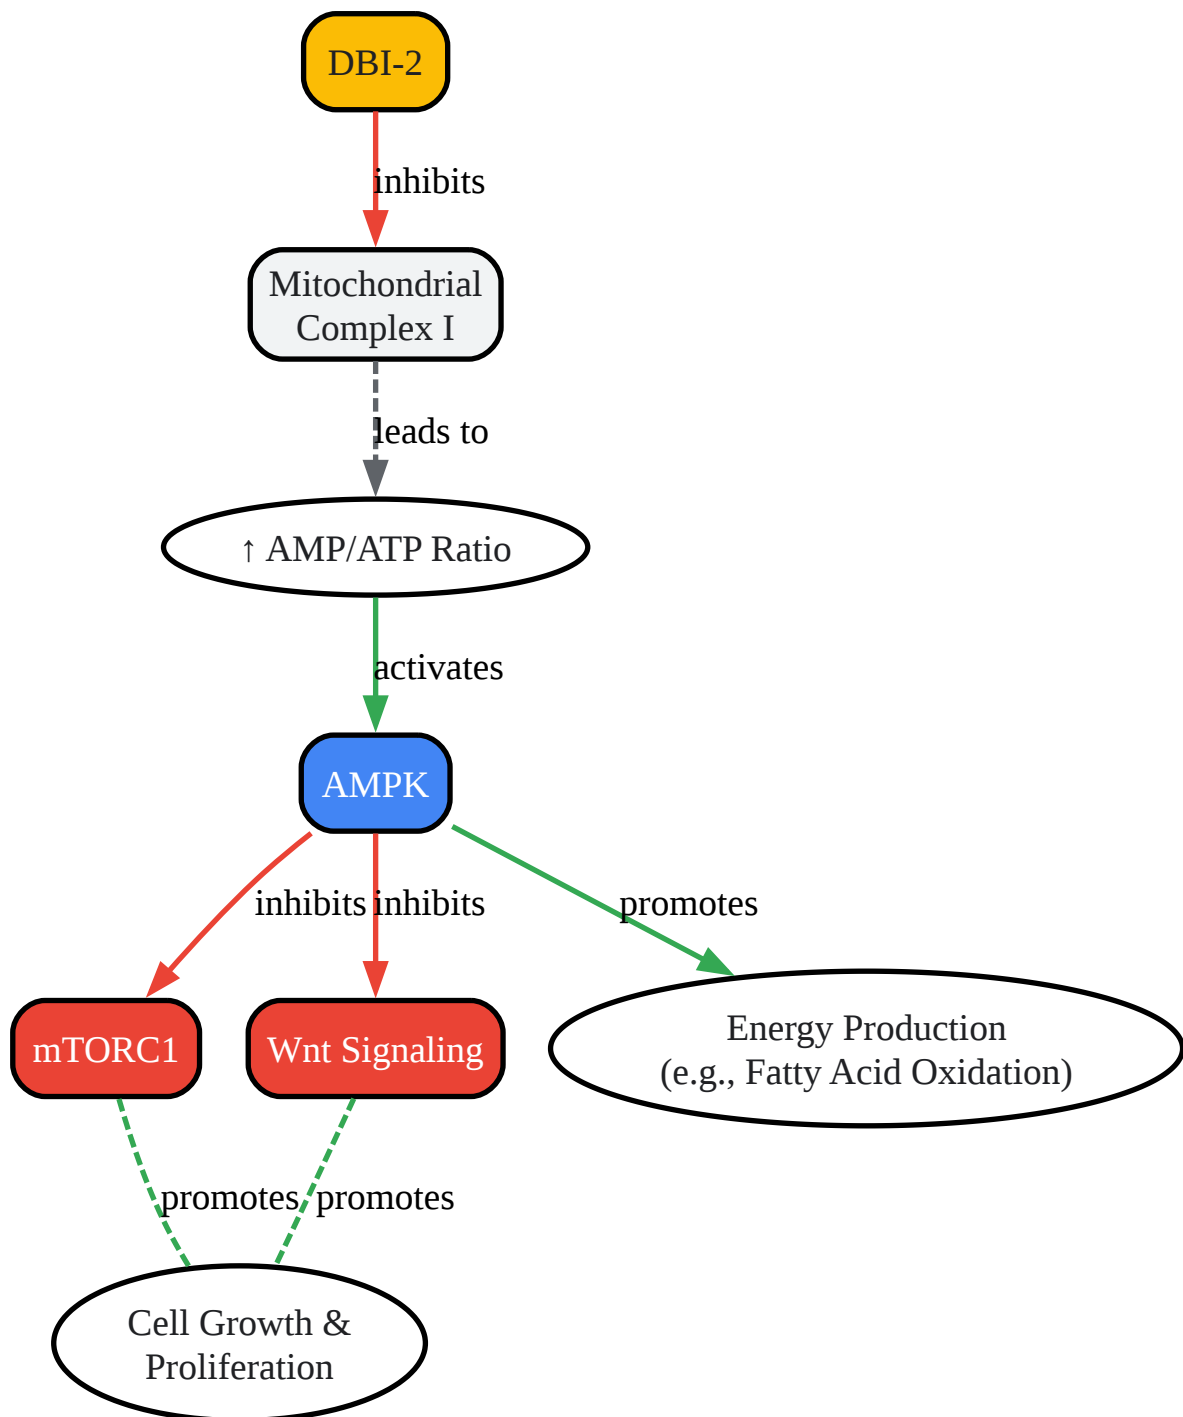 DBI-2
inhibits
Mitochondrial
Complex I
leads to
↑ AMP/ATP Ratio
activates
AMPK
inhibits
inhibits
promotes
mTORC1
Wnt Signaling
Energy Production
(e.g., Fatty Acid Oxidation)
promotes
promotes
Cell Growth &
Proliferation